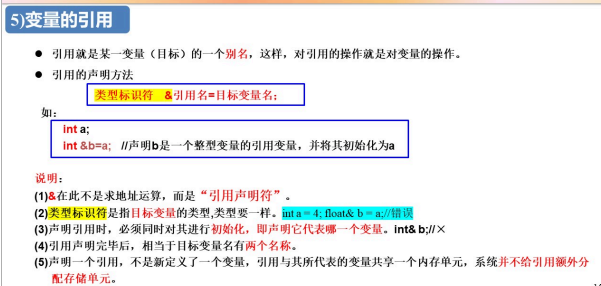 5)变量的引用
● 引用就是某一变量（目标）的一个别名，这样，对引用的操作就是对变量的操作。
● 引用的声明方法
类型标识符 &引用名=目标变量名；
如：
int a;
int &b=a; //声明b是一个整型变量的引用变量，并将其初始化为a
说明：
(1)&在此不是求地址运算，而是“引用声明符”。
(2)类型标识符是指目标变量的类型,类型要一样。int a = 4; float& b = a;//错误
(3)声明引用时，必须同时对其进行初始化，即声明它代表哪一个变量。int& b;//×
(4)引用声明完毕后，相当于目标变量名有两个名称。
(5)声明一个引用，不是新定义了一个变量，引用与其所代表的变量共享一个内存单元，系统并不给引用额外分
配存储单元。